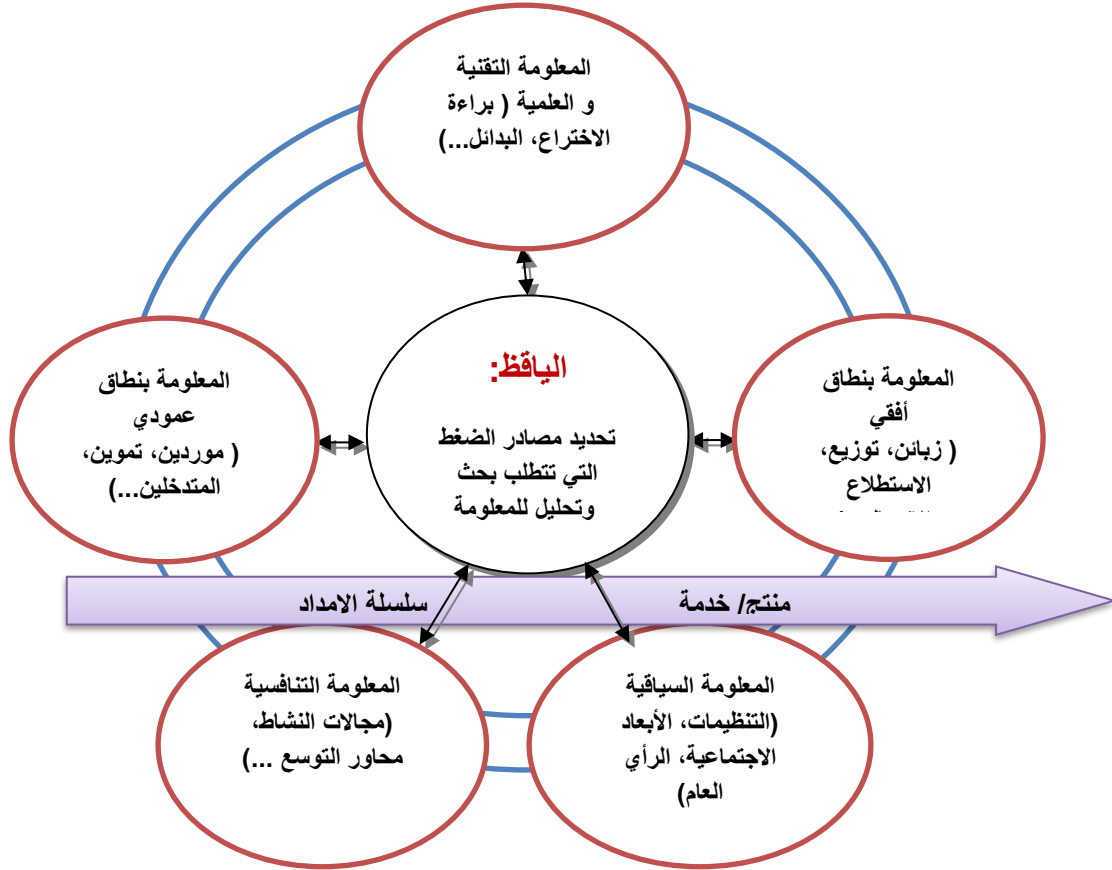 المعلومة التقنية
و العلمية ( براءة
الاختراع، البدائل...)
المعلومة بنطاق
أفقي
( زبائن، توزيع،
الاستطلاع
الياقظ:
تحديد مصادر الضغط
التي تتطلب بحث
وتحليل للمعلومة
المعلومة بنطاق
عمودي
( موردين، تموين،
المتدخلين...)
منتج/ خدمة
سلسلة الامداد
المعلومة السياقية
(التنظيمات، الأبعاد
الاجتماعية، الرأي
العام)
المعلومة التنافسية
(مجالات النشاط،
محاور التوسع ...)